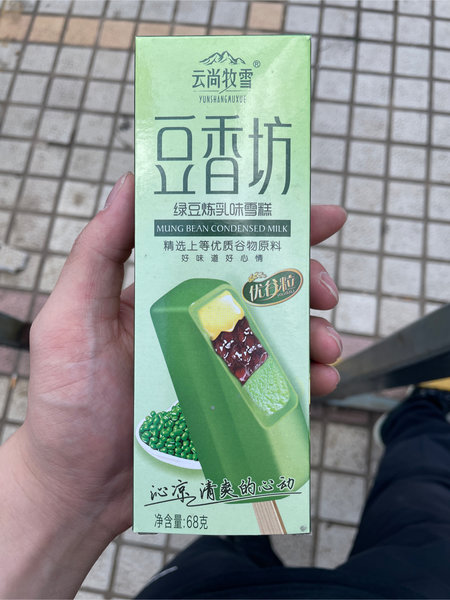 云尚牧雪®
YUNSHANGMUXUE
豆香坊
绿豆炼乳味雪糕
MUNG BEAN CONDENSED MILK
精选上等优质谷物原料
好味道好心情
优谷粒
沁凉 清爽的心动
净含量:68克